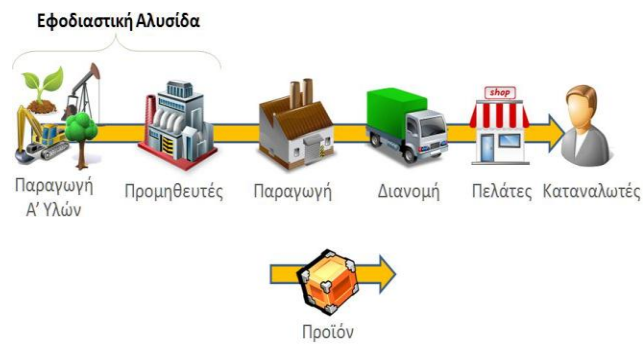 Εφοδιαστική Αλυσίδα
shop
Παραγωγή
Α' Υλών
Προμηθευτές
Παραγωγή
Διανομή
Πελάτες
Καταναλωτές
Προϊόν